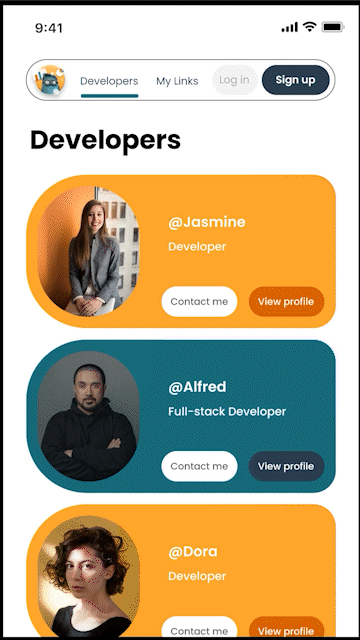 9:41
Developers My Links Log in Sign up
Developers
@Jasmine
Developer
Contact me View profile
@Alfred
Full-stack Developer
Contact me View profile
@Dora
Developer
Contact me View profile